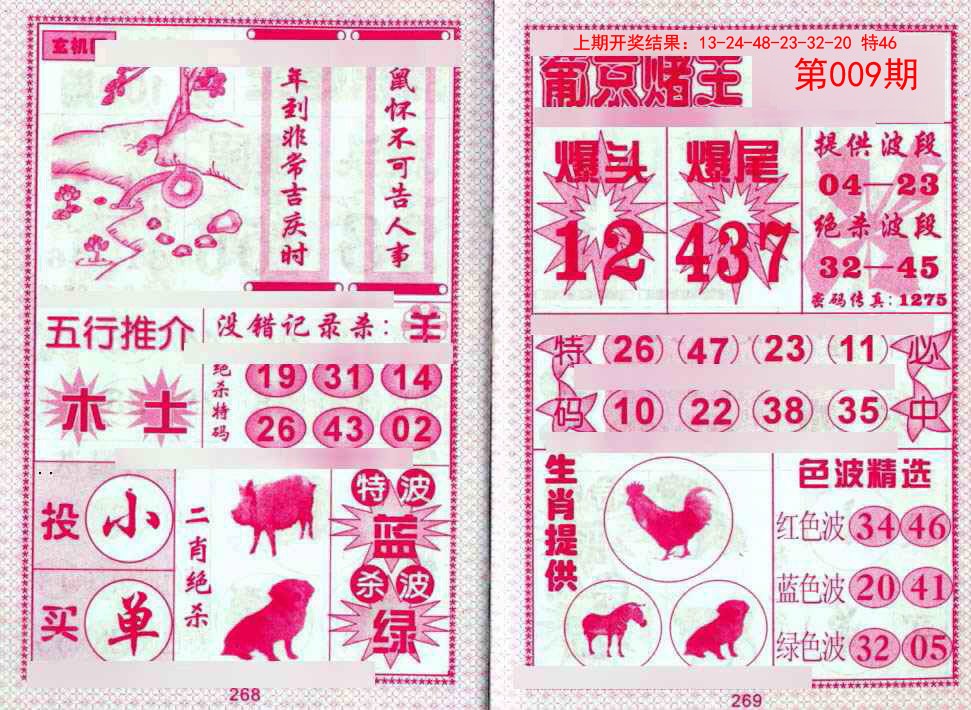 玄机
年到非常吉庆时
鼠怀不可告人事
五行推介
木 土
没错记录杀：羊
绝杀特码
19 31 14
26 43 02
投 小
买 单
二肖绝杀
特波
蓝
杀波
绿
268
上期开奖结果：13-24-48-23-32-20 特46
第009期
葡京赌王
爆头
12
爆尾
437
提供波段
04—23
绝杀波段
32—45
密码传真：1275
特 (26) (47) (23) (11) 必
码 10 22 38 35 中
生肖提供
色波精选
红色波 34 46
蓝色波 20 41
绿色波 32 05
269